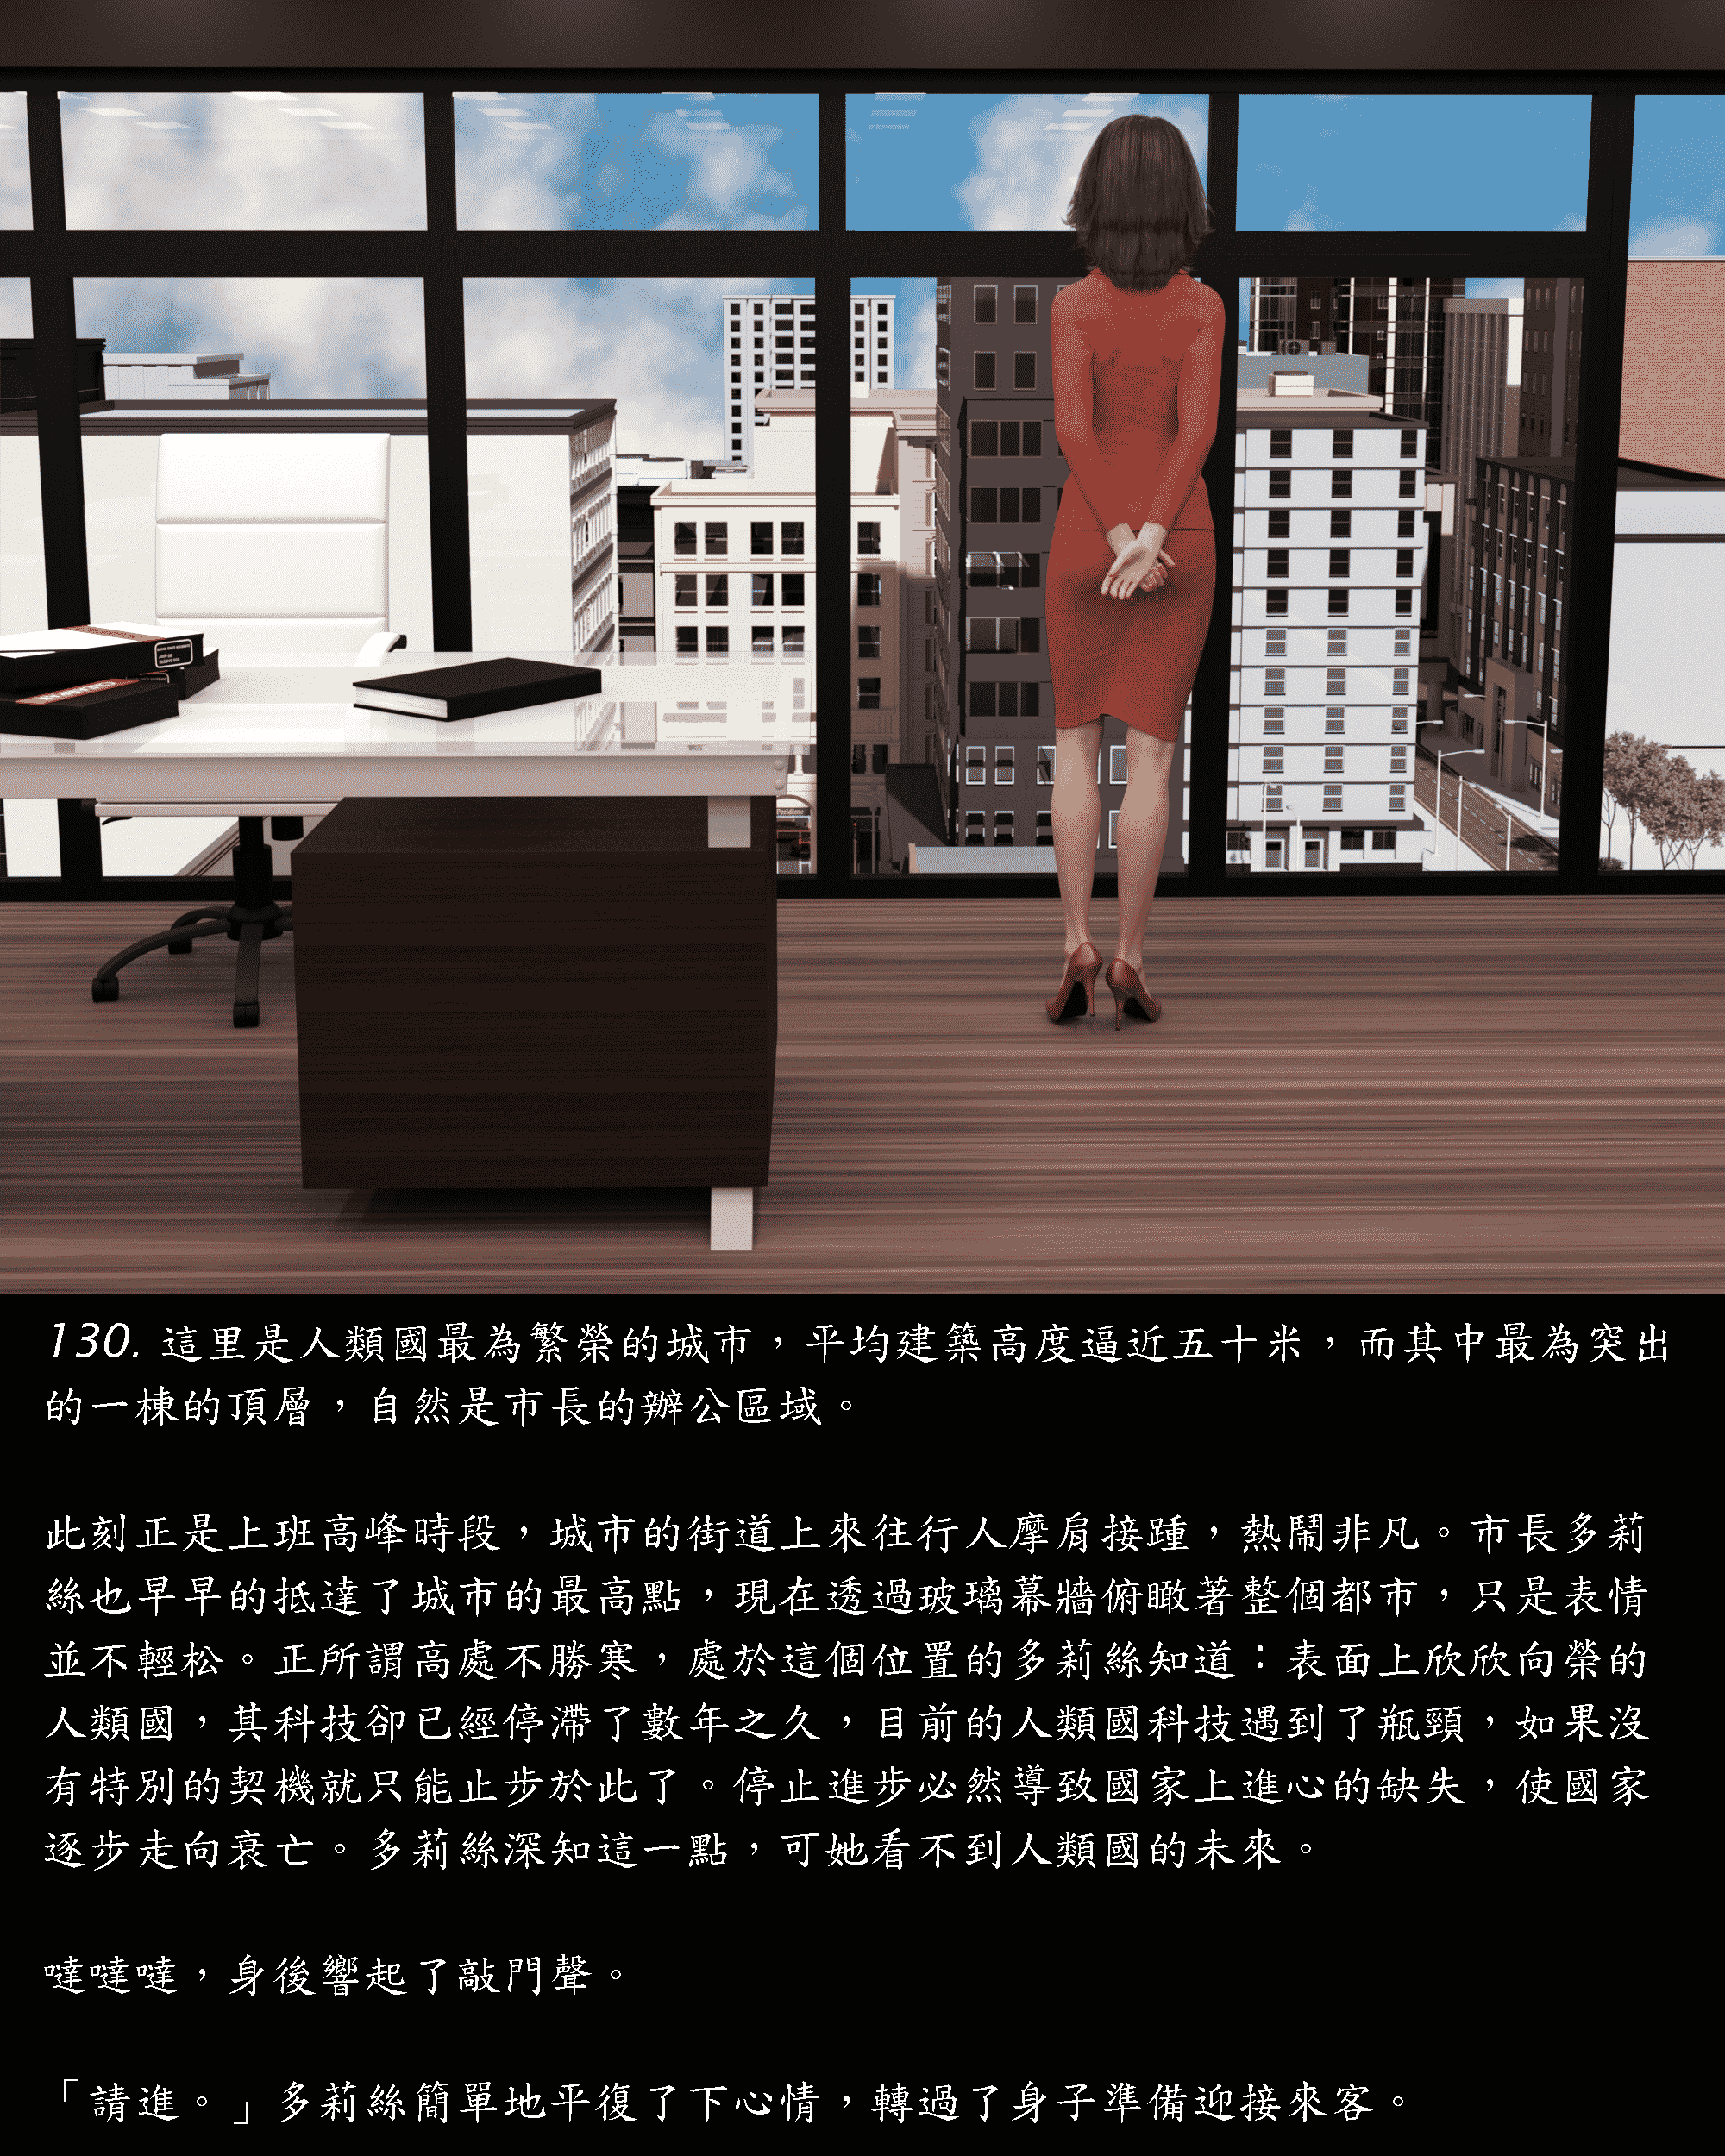 130. 這里是人類國最為繁榮的城市，平均建築高度逼近五十米，而其中最為突出
的一棟的頂層，自然是市長的辦公區域。
此刻正是上班高峰時段，城市的街道上來往行人摩肩接踵，熱鬧非凡。市長多莉
絲也早早的抵達了城市的最高點，現在透過玻璃幕牆俯瞰著整個都市，只是表情
並不輕松。正所謂高處不勝寒，處於這個位置的多莉絲知道：表面上欣欣向榮的
人類國，其科技卻已經停滯了數年之久，目前的人類國科技遇到了瓶頸，如果沒
有特別的契機就只能止步於此了。停止進步必然導致國家上進心的缺失，使國家
逐步走向衰亡。多莉絲深知這一點，可她看不到人類國的未來。
噠噠噠，身後響起了敲門聲。
「請進。」多莉絲簡單地平復了下心情，轉過了身子準備迎接來客。